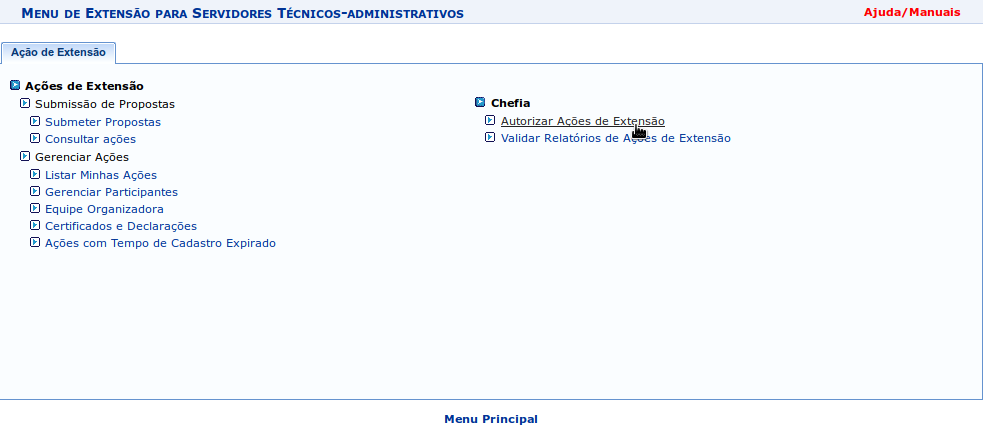 Menu de Extensão para Servidores Técnicos-administrativos
Ajuda/Manuais
Ação de Extensão
Ações de Extensão
Submissão de Propostas
Submeter Propostas
Consultar ações
Gerenciar Ações
Listar Minhas Ações
Gerenciar Participantes
Equipe Organizadora
Certificados e Declarações
Ações com Tempo de Cadastro Expirado
Chefia
Autorizar Ações de Extensão
Validar Relatórios de Ações de Extensão
Menu Principal